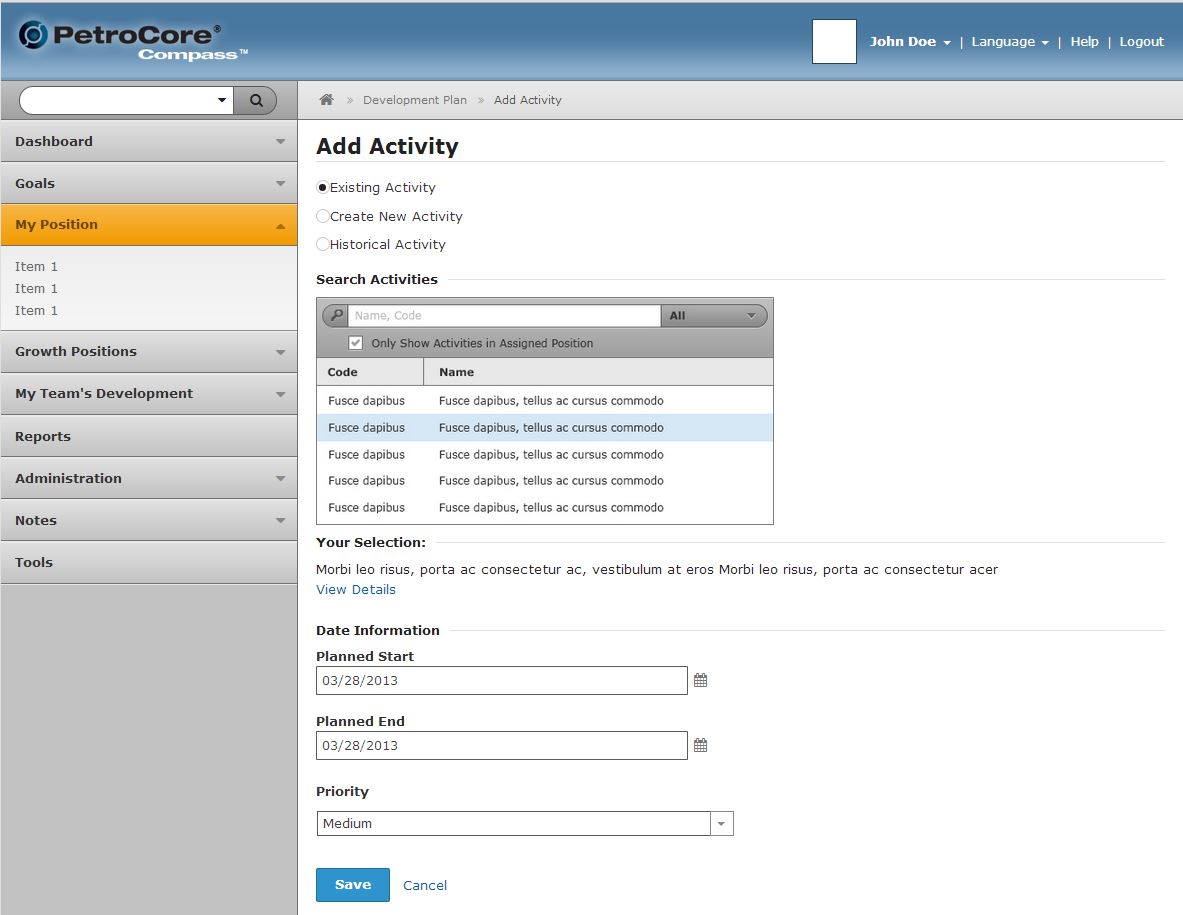 PetroCore®
Compass™
John Doe | Language | Help | Logout
» Development Plan » Add Activity
Dashboard
Goals
My Position
Item 1
Item 1
Item 1
Growth Positions
My Team's Development
Reports
Administration
Notes
Tools
Add Activity
Existing Activity
Create New Activity
Historical Activity
Search Activities
Name, Code All
Only Show Activities in Assigned Position
Code Name
Fusce dapibus Fusce dapibus, tellus ac cursus commodo
Fusce dapibus Fusce dapibus, tellus ac cursus commodo
Fusce dapibus Fusce dapibus, tellus ac cursus commodo
Fusce dapibus Fusce dapibus, tellus ac cursus commodo
Fusce dapibus Fusce dapibus, tellus ac cursus commodo
Your Selection:
Morbi leo risus, porta ac consectetur ac, vestibulum at eros Morbi leo risus, porta ac consectetur acer
View Details
Date Information
Planned Start
03/28/2013
Planned End
03/28/2013
Priority
Medium
Save Cancel